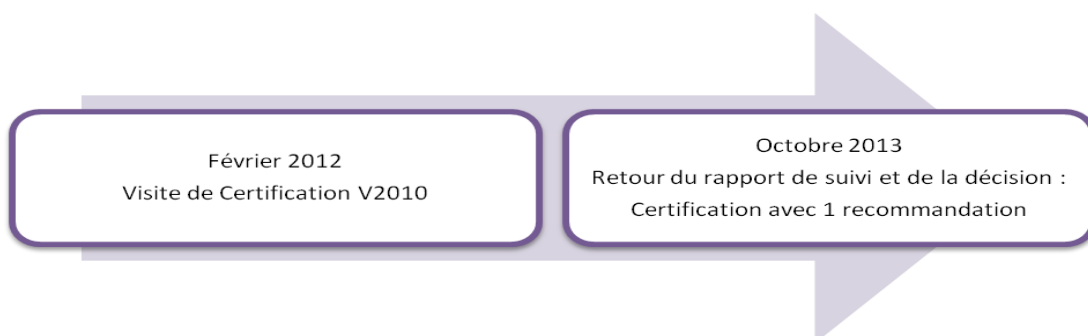 Février 2012
Visite de Certification V2010
Octobre 2013
Retour du rapport de suivi et de la décision :
Certification avec 1 recommandation